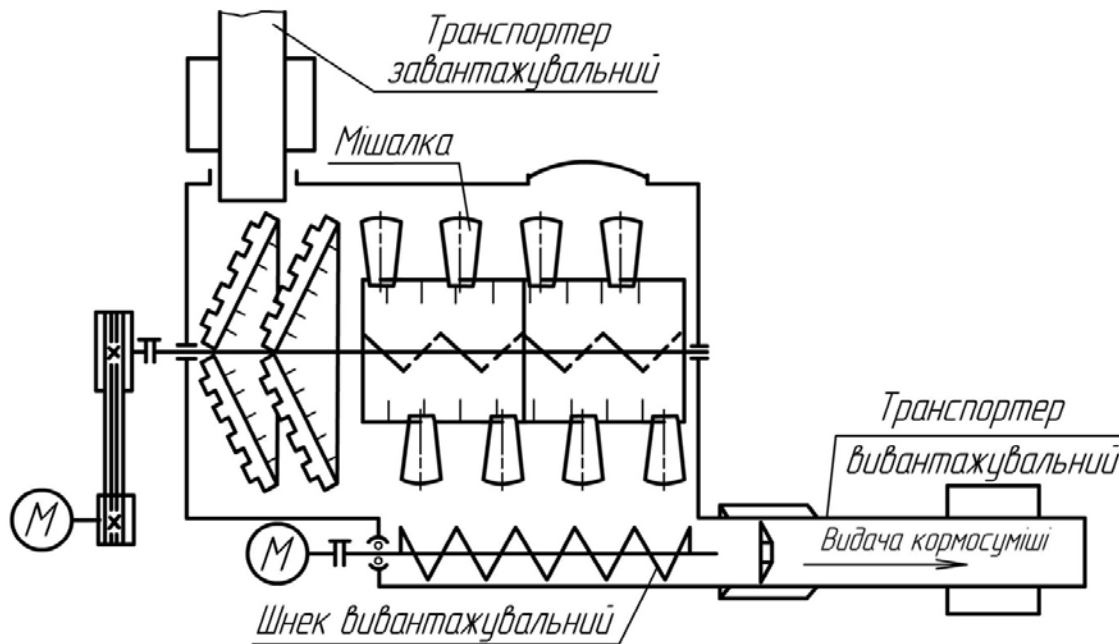 Транспортер
завантажувальний
Мішалка
Транспортер
вивантажувальний
М
М
Видача кормосуміші
Шнек вивантажувальний